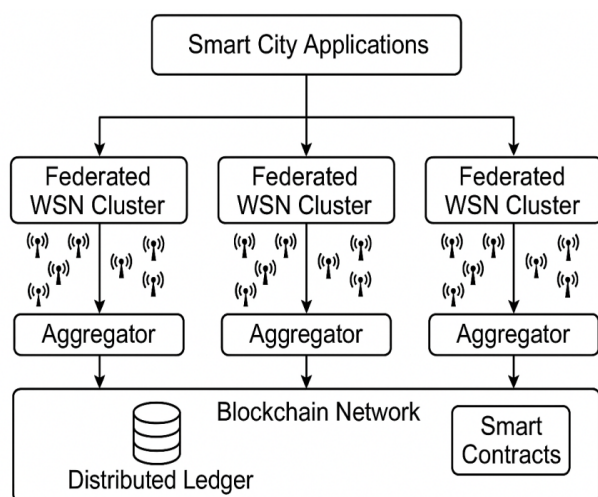 Smart City Applications
Federated
WSN Cluster
Federated
WSN Cluster
Federated
WSN Cluster
Aggregator
Aggregator
Aggregator
Blockchain Network
Distributed Ledger
Smart
Contracts